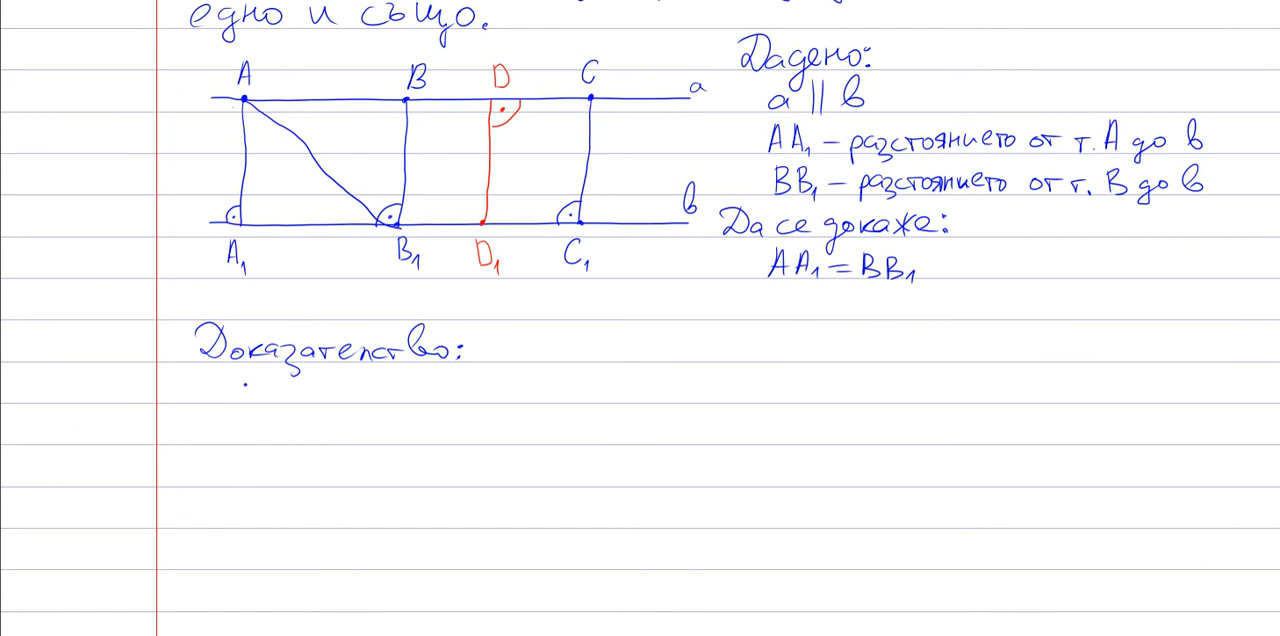 едно и също.
A B D C a
в
A₁ B₁ D₁ C₁
Дадено:
a || в
AA₁ – разстоянието от т. A до в
BB₁ – разстоянието от т. B до в
Да се докаже:
AA₁ = BB₁
Доказателство: